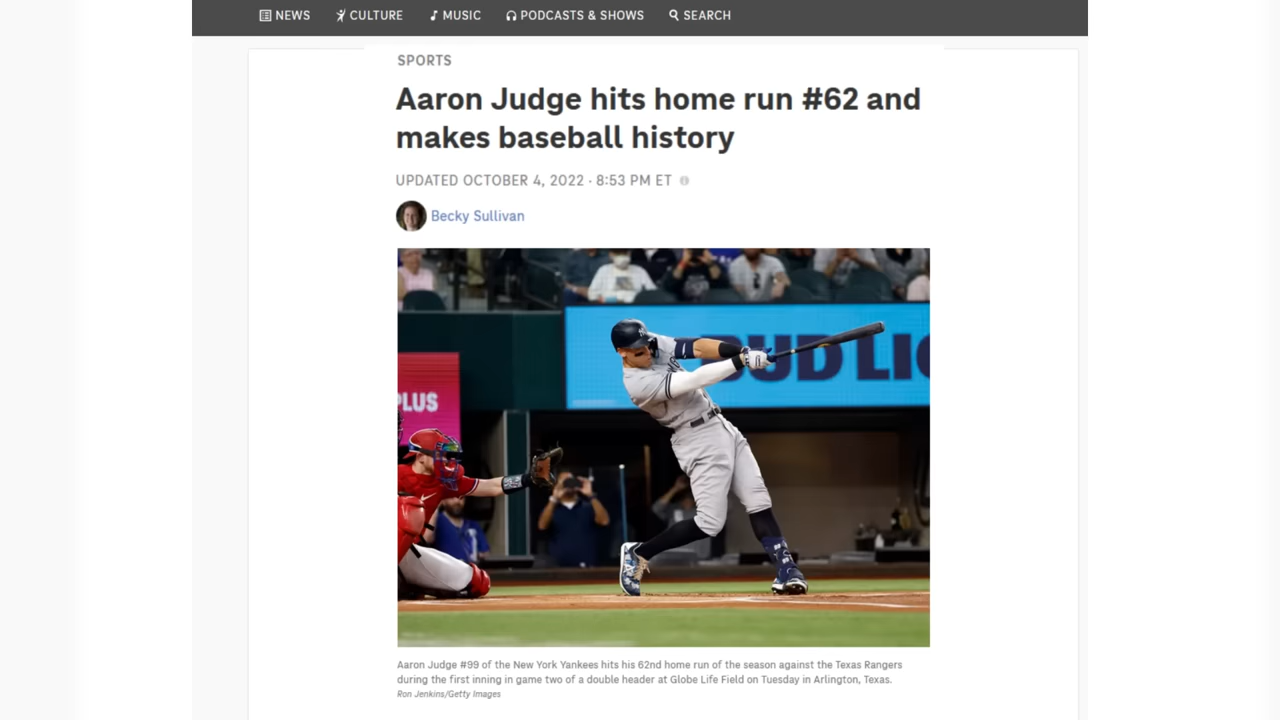 NEWS CULTURE MUSIC PODCASTS & SHOWS SEARCH
SPORTS
Aaron Judge hits home run #62 and
makes baseball history
UPDATED OCTOBER 4, 2022 · 8:53 PM ET
Becky Sullivan
BUD LIG
PLUS
Aaron Judge #99 of the New York Yankees hits his 62nd home run of the season against the Texas Rangers
during the first inning in game two of a double header at Globe Life Field on Tuesday in Arlington, Texas.
Ron Jenkins/Getty Images